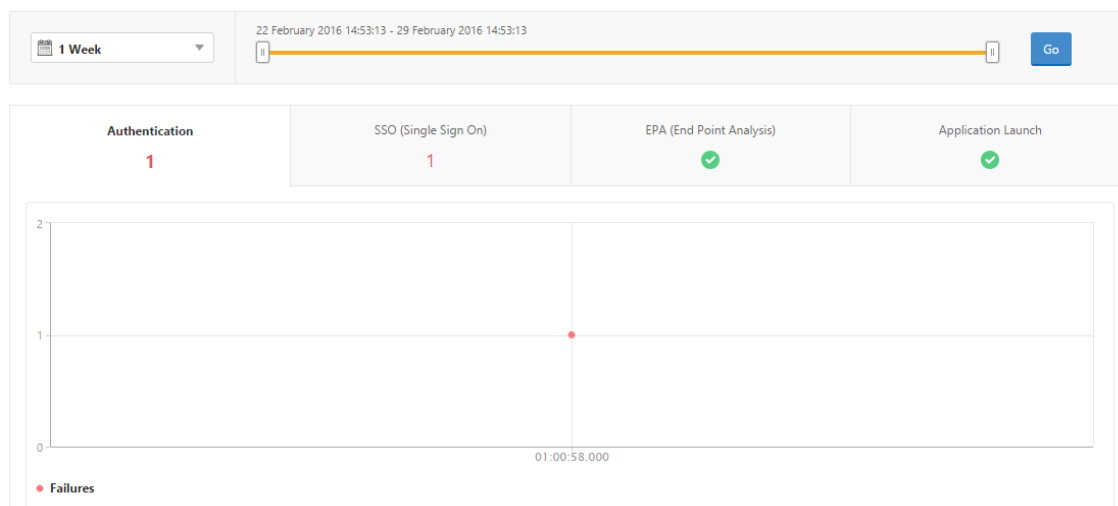 1 Week
22 February 2016 14:53:13 - 29 February 2016 14:53:13
Go
Authentication
1
SSO (Single Sign On)
1
EPA (End Point Analysis)
Application Launch
2
1
0
01:00:58.000
Failures